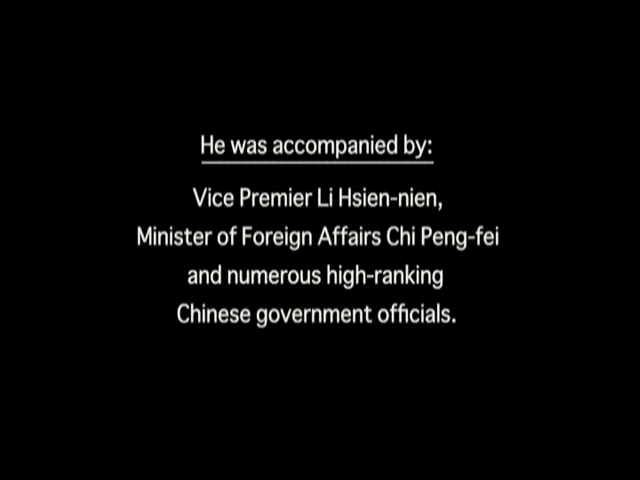 He was accompanied by:
Vice Premier Li Hsien-nien,
Minister of Foreign Affairs Chi Peng-fei
and numerous high-ranking
Chinese government officials.